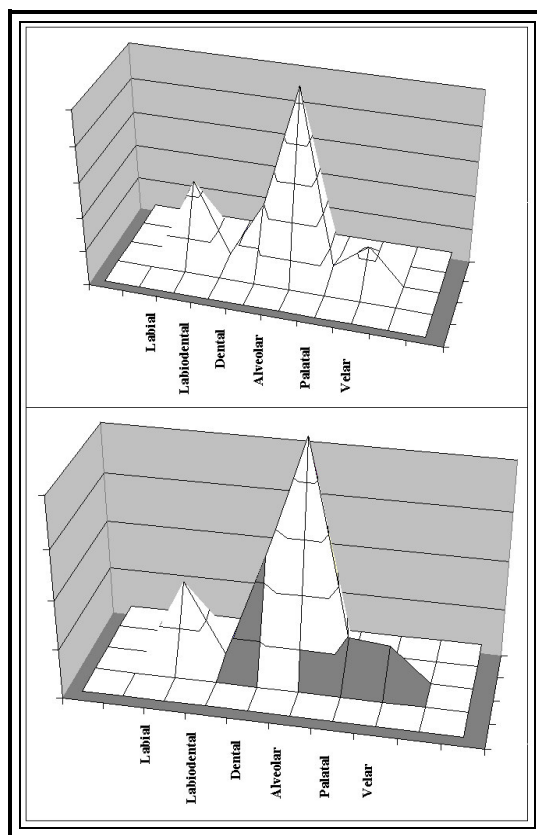 Labial
Labiodental
Dental
Alveolar
Palatal
Velar
Labial
Labiodental
Dental
Alveolar
Palatal
Velar